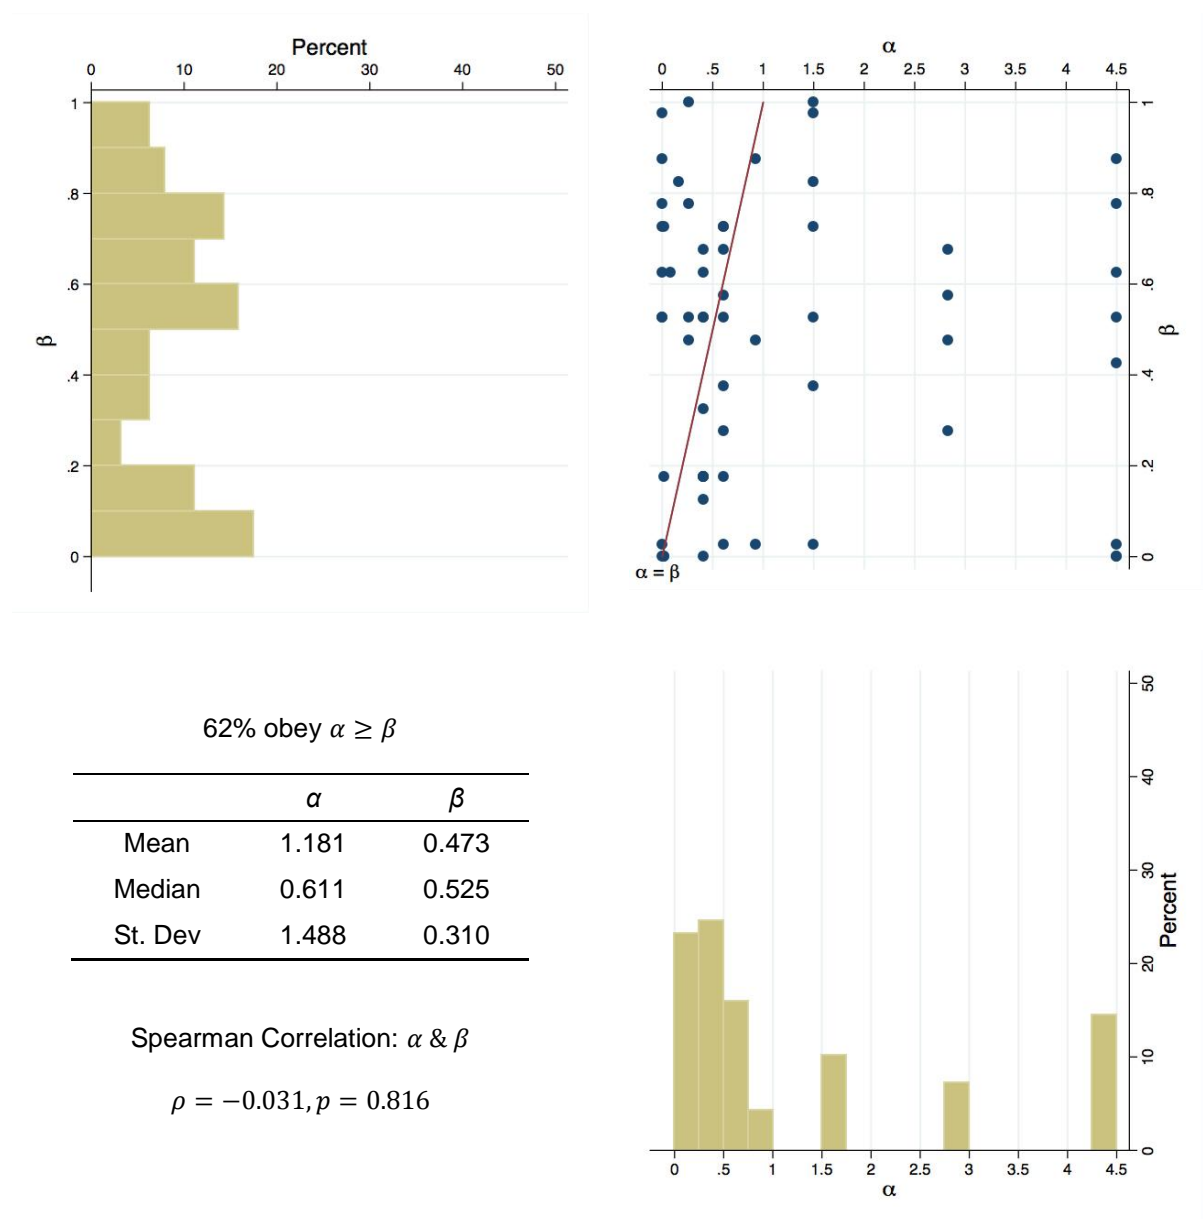 Percent
0 10 20 30 40 50
1
.8
.6
.4
.2
0
β
α
0 .5 1 1.5 2 2.5 3 3.5 4 4.5
1
.8
.6
.4
.2
0
β
α = β
62% obey α ≥ β
α β
Mean 1.181 0.473
Median 0.611 0.525
St. Dev 1.488 0.310
Spearman Correlation: α & β
ρ = −0.031, p = 0.816
50
40
30
20
10
0
Percent
0 .5 1 1.5 2 2.5 3 3.5 4 4.5
α